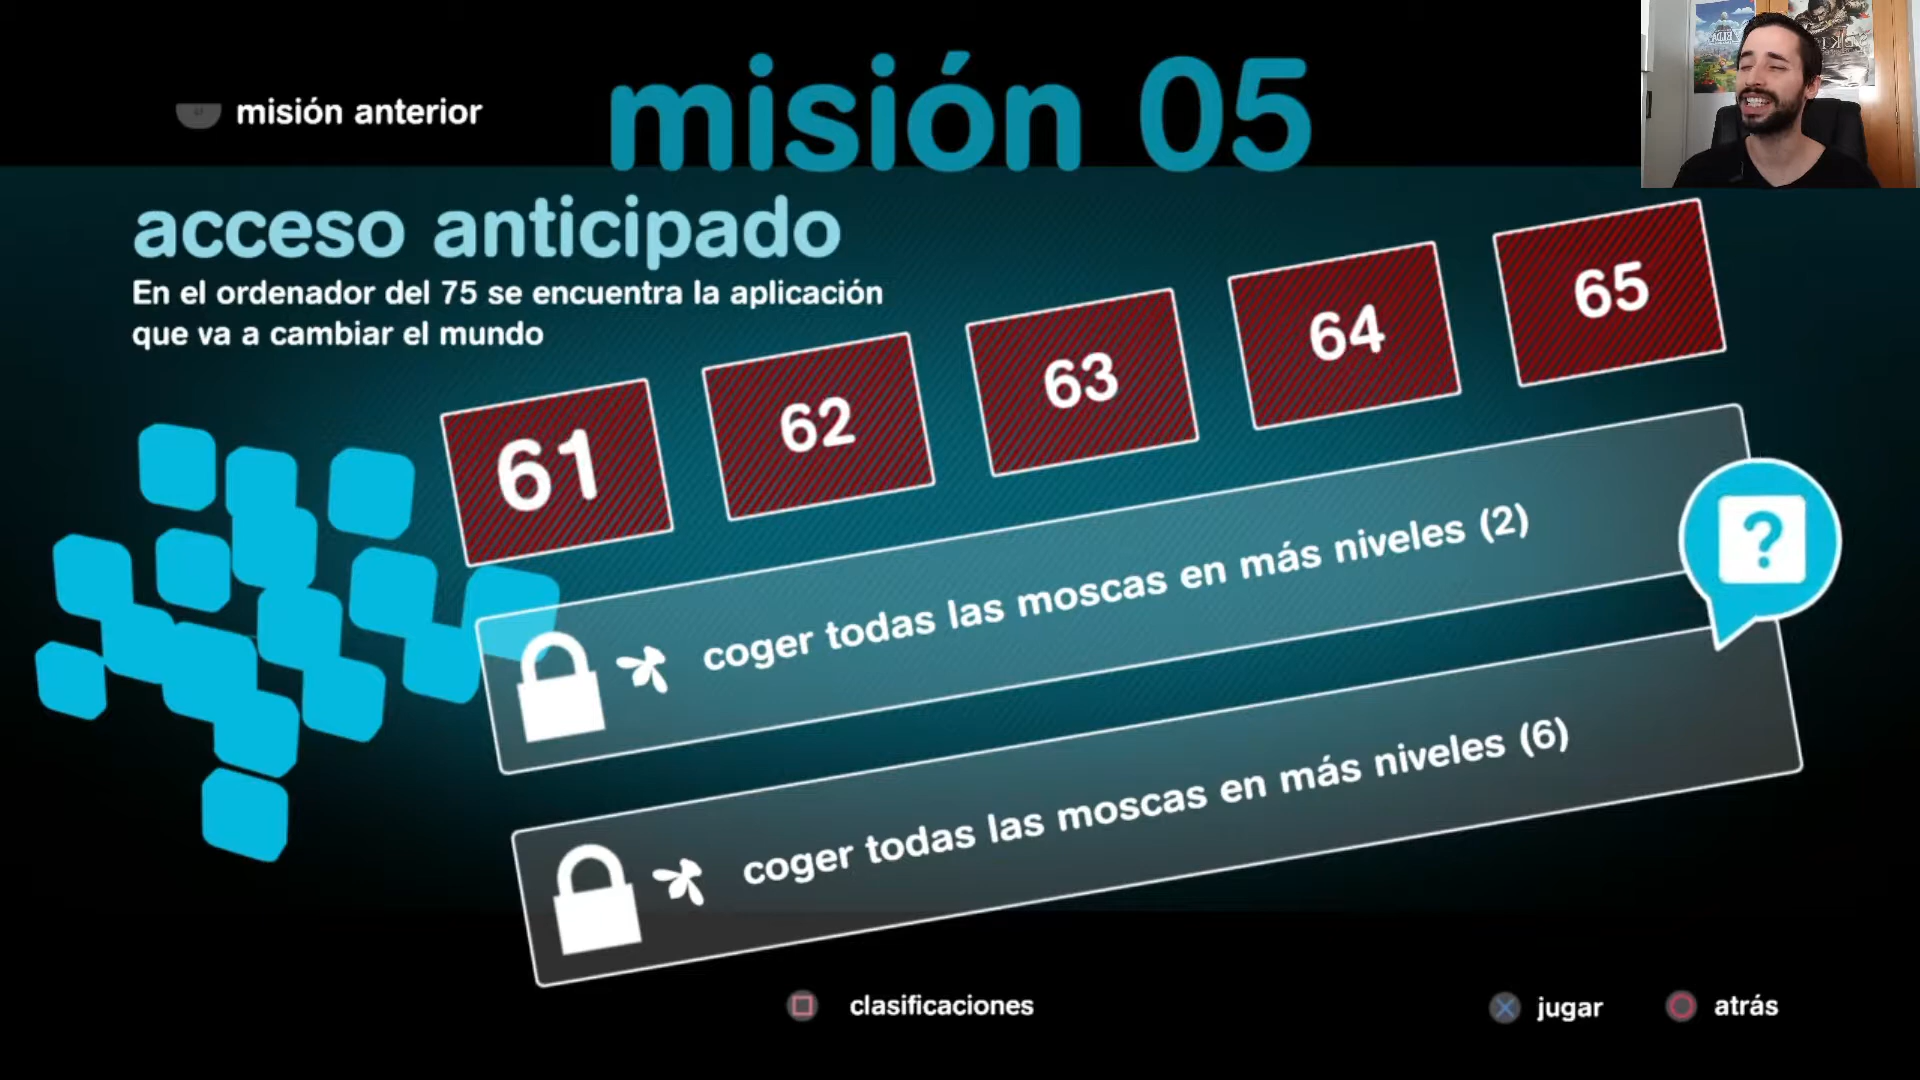 misión anterior
misión 05
acceso anticipado
En el ordenador del 75 se encuentra la aplicación
que va a cambiar el mundo
61
62
63
64
65
coger todas las moscas en más niveles (2)
?
coger todas las moscas en más niveles (6)
clasificaciones
jugar
atrás
ZELDA